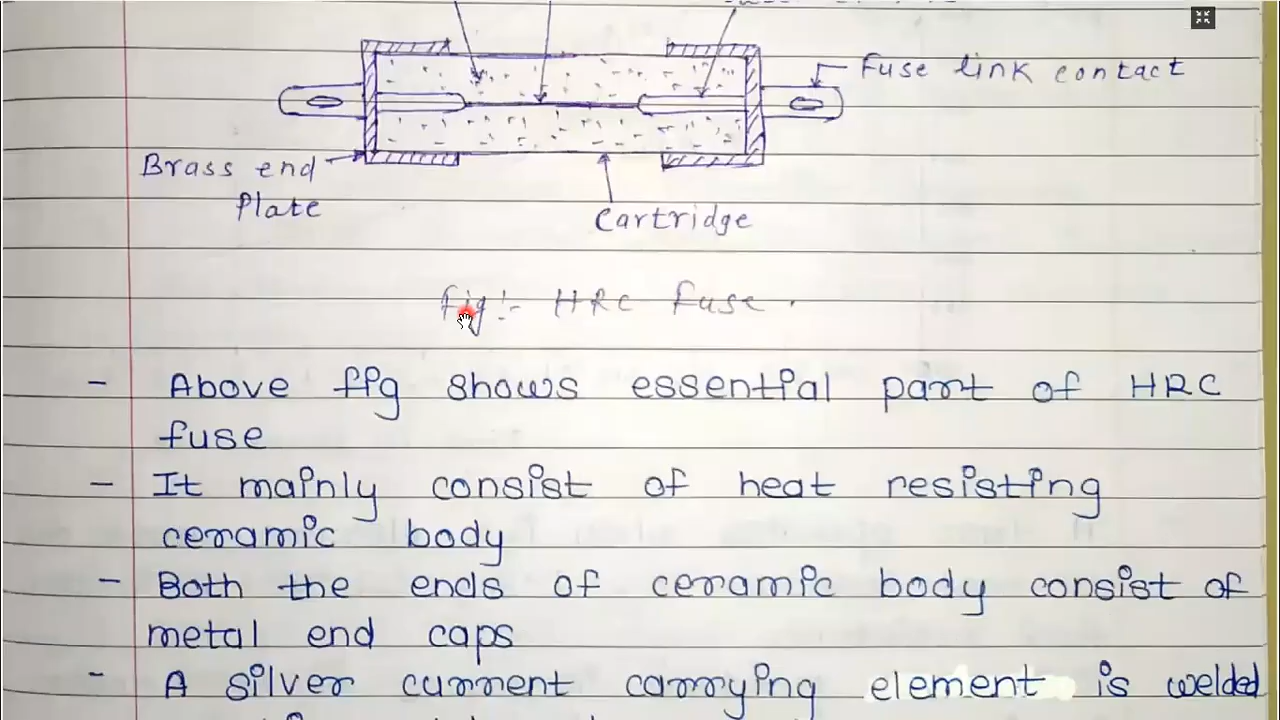 Fuse link contact
Brass end
Plate
Cartridge
Fig:- HRC Fuse.
- Above fig shows essential part of HRC
fuse
- It mainly consist of heat resisting
ceramic body
- Both the ends of ceramic body consist of
metal end caps
- A silver current carrying element is welded